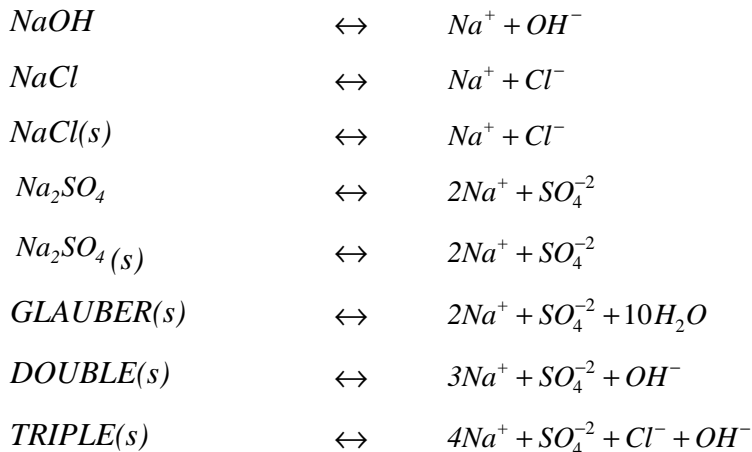 NaOH ↔ Na⁺ + OH⁻
NaCl ↔ Na⁺ + Cl⁻
NaCl(s) ↔ Na⁺ + Cl⁻
Na₂SO₄ ↔ 2Na⁺ + SO₄⁻²
Na₂SO₄(s) ↔ 2Na⁺ + SO₄⁻²
GLAUBER(s) ↔ 2Na⁺ + SO₄⁻² + 10H₂O
DOUBLE(s) ↔ 3Na⁺ + SO₄⁻² + OH⁻
TRIPLE(s) ↔ 4Na⁺ + SO₄⁻² + Cl⁻ + OH⁻